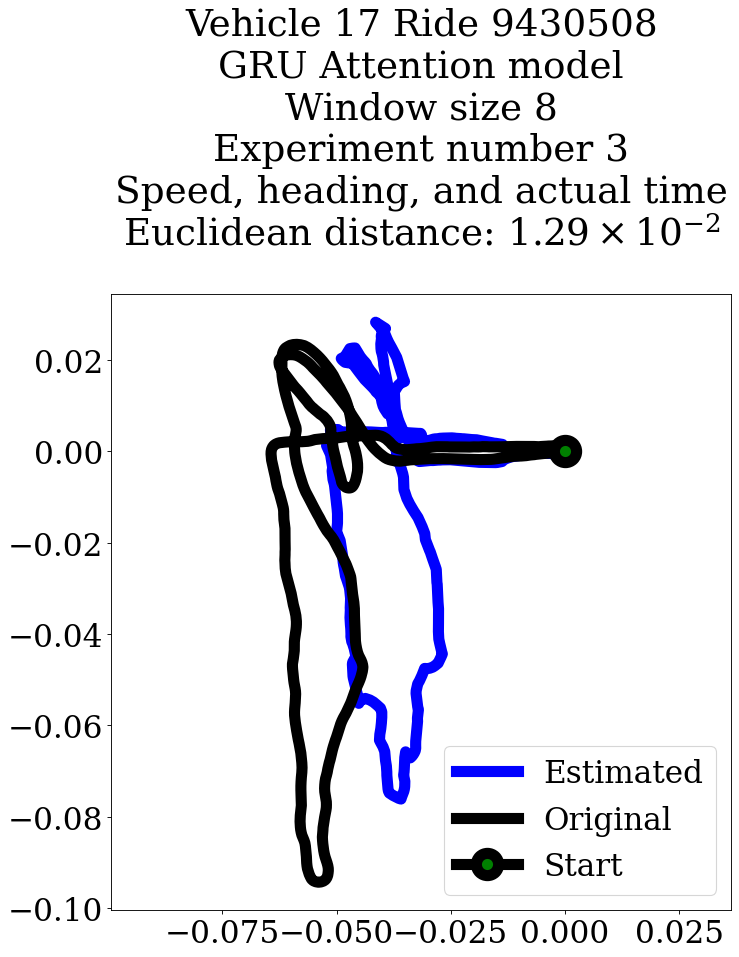 Vehicle 17 Ride 9430508
GRU Attention model
Window size 8
Experiment number 3
Speed, heading, and actual time
Euclidean distance: 1.29 × 10⁻²
0.02
0.00
−0.02
−0.04
−0.06
−0.08
−0.10
Estimated
Original
Start
−0.075 −0.050 −0.025 0.000 0.025